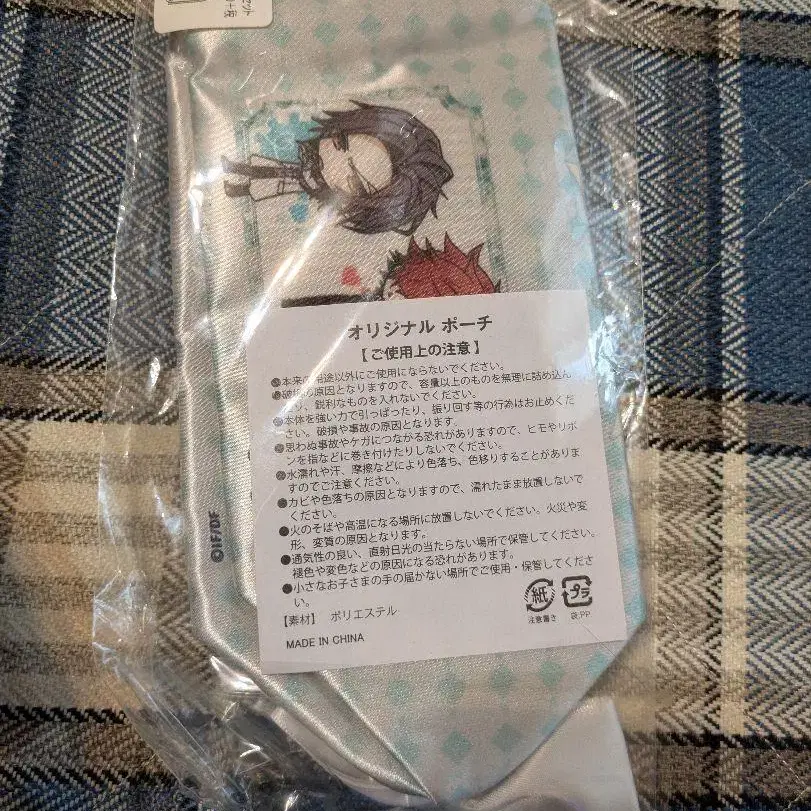 セット
オリジナル ポーチ
【ご使用上の注意】
●本来の用途以外にご使用にならないでください。
●破損の原因となりますので、容量以上のものを無理に詰め込ん
り、鋭利なものを入れないでください。
●本体を強い力で引っぱったり、振り回す等の行為はお止めくだ
さい。破損や事故の原因となります。
●思わぬ事故やケガにつながる恐れがありますので、ヒモやリボ
ンを指などに巻き付けたりしないでください。
●水濡れや汗、摩擦などにより色落ち、色移りすることがありま
すのでご注意ください。
●カビや色落ちの原因となりますので、濡れたまま放置しないで
ください。
●火のそばや高温になる場所に放置しないでください。火災や変
形、変質の原因となります。
●通気性の良い、直射日光の当たらない場所で保管してください。
褪色や変色などの原因になる恐れがあります。
●小さなお子さまの手の届かない場所でご使用・保管してくださ
い。
【素材】 ポリエステル
MADE IN CHINA
紙
注意書き
プラ
袋:PP
©IF/DF